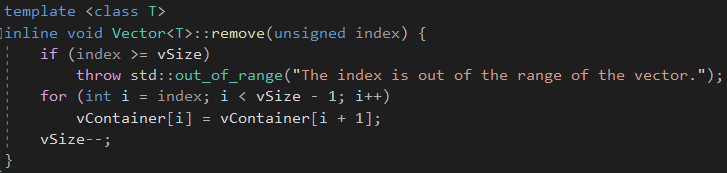 template <class T>
inline void Vector<T>::remove(unsigned index) {
    if (index >= vSize)
        throw std::out_of_range("The index is out of the range of the vector.");
    for (int i = index; i < vSize - 1; i++)
        vContainer[i] = vContainer[i + 1];
    vSize--;
}